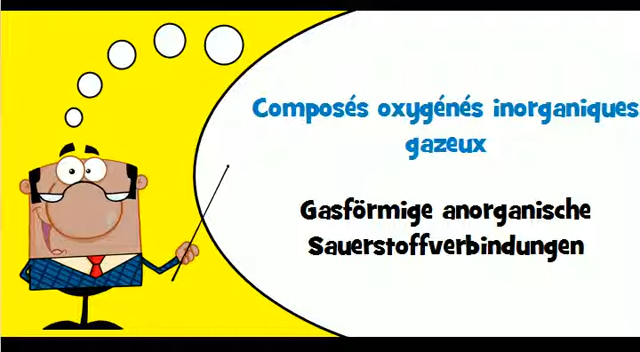 Composés oxygénés inorganiques
gazeux
Gasförmige anorganische
Sauerstoffverbindungen